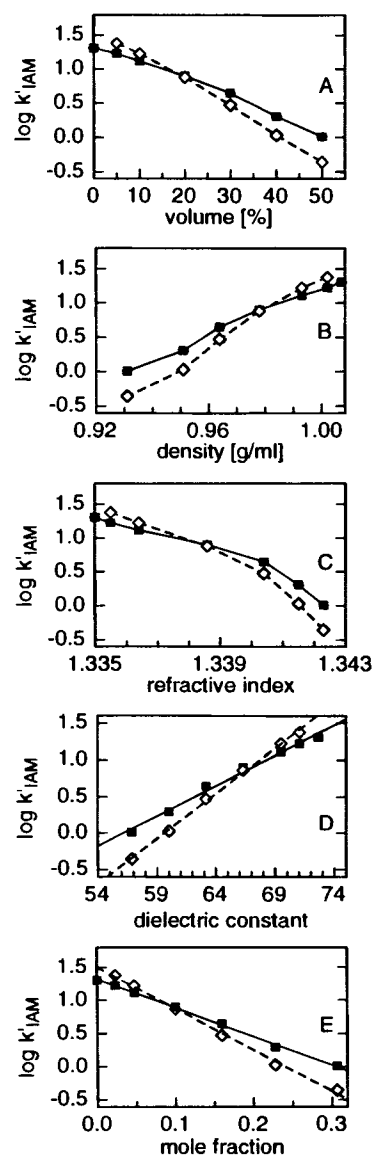 1.5
1.0
0.5
0.0
-0.5
log k'IAM
A
0 10 20 30 40 50
volume [%]
1.5
1.0
0.5
0.0
-0.5
log k'IAM
B
0.92 0.96 1.00
density [g/ml]
1.5
1.0
0.5
0.0
-0.5
log k'IAM
C
1.335 1.339 1.343
refractive index
1.5
1.0
0.5
0.0
-0.5
log k'IAM
D
54 59 64 69 74
dielectric constant
1.5
1.0
0.5
0.0
-0.5
log k'IAM
E
0.0 0.1 0.2 0.3
mole fraction